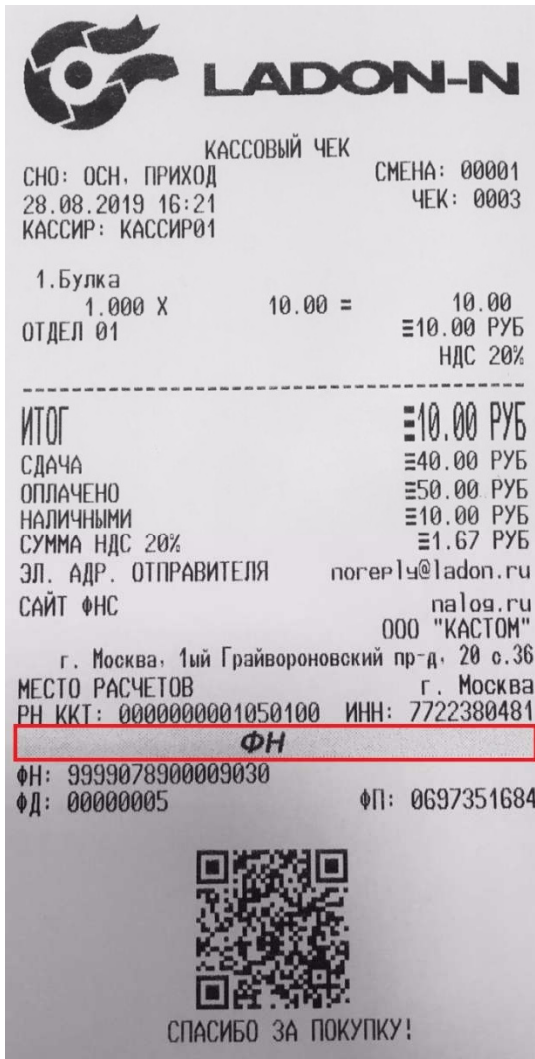 LADON-N
КАССОВЫЙ ЧЕК
СНО: ОСН, ПРИХОД СМЕНА: 00001
28.08.2019 16:21 ЧЕК: 0003
КАССИР: КАССИР01
1.Булка
1.000 X 10.00 = 10.00
ОТДЕЛ 01 ≡10.00 РУБ
НДС 20%
ИТОГ ≡10.00 РУБ
СДАЧА ≡40.00 РУБ
ОПЛАЧЕНО ≡50.00 РУБ
НАЛИЧНЫМИ ≡10.00 РУБ
СУММА НДС 20% ≡1.67 РУБ
ЭЛ. АДР. ОТПРАВИТЕЛЯ noreply@ladon.ru
САЙТ ФНС nalog.ru
ООО "КАСТОМ"
г. Москва, 1ый Грайвороновский пр-д, 20 с.36
МЕСТО РАСЧЕТОВ г. Москва
РН ККТ: 0000000001050100 ИНН: 7722380481
ФН
ФН: 9999078900009030
ФД: 00000005 ФП: 0697351684
СПАСИБО ЗА ПОКУПКУ!